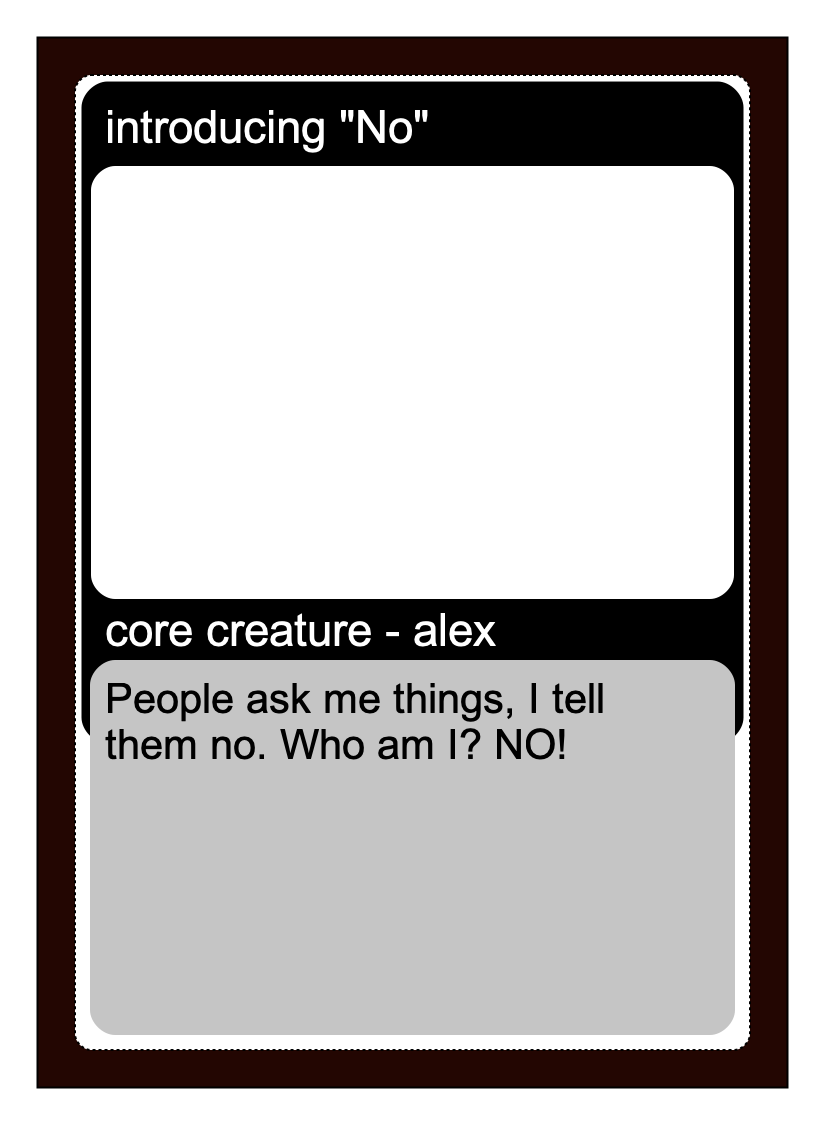 introducing "No"
core creature - alex
People ask me things, I tell
them no. Who am I? NO!